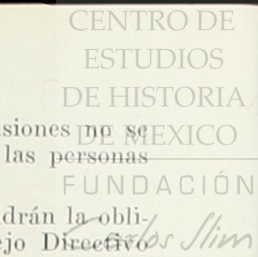 CENTRO DE
ESTUDIOS
DE HISTORIA
DE MEXICO
FUNDACIÓN
Carlos Slim
siones no se
las personas
drán la obli-
ejo Directivo